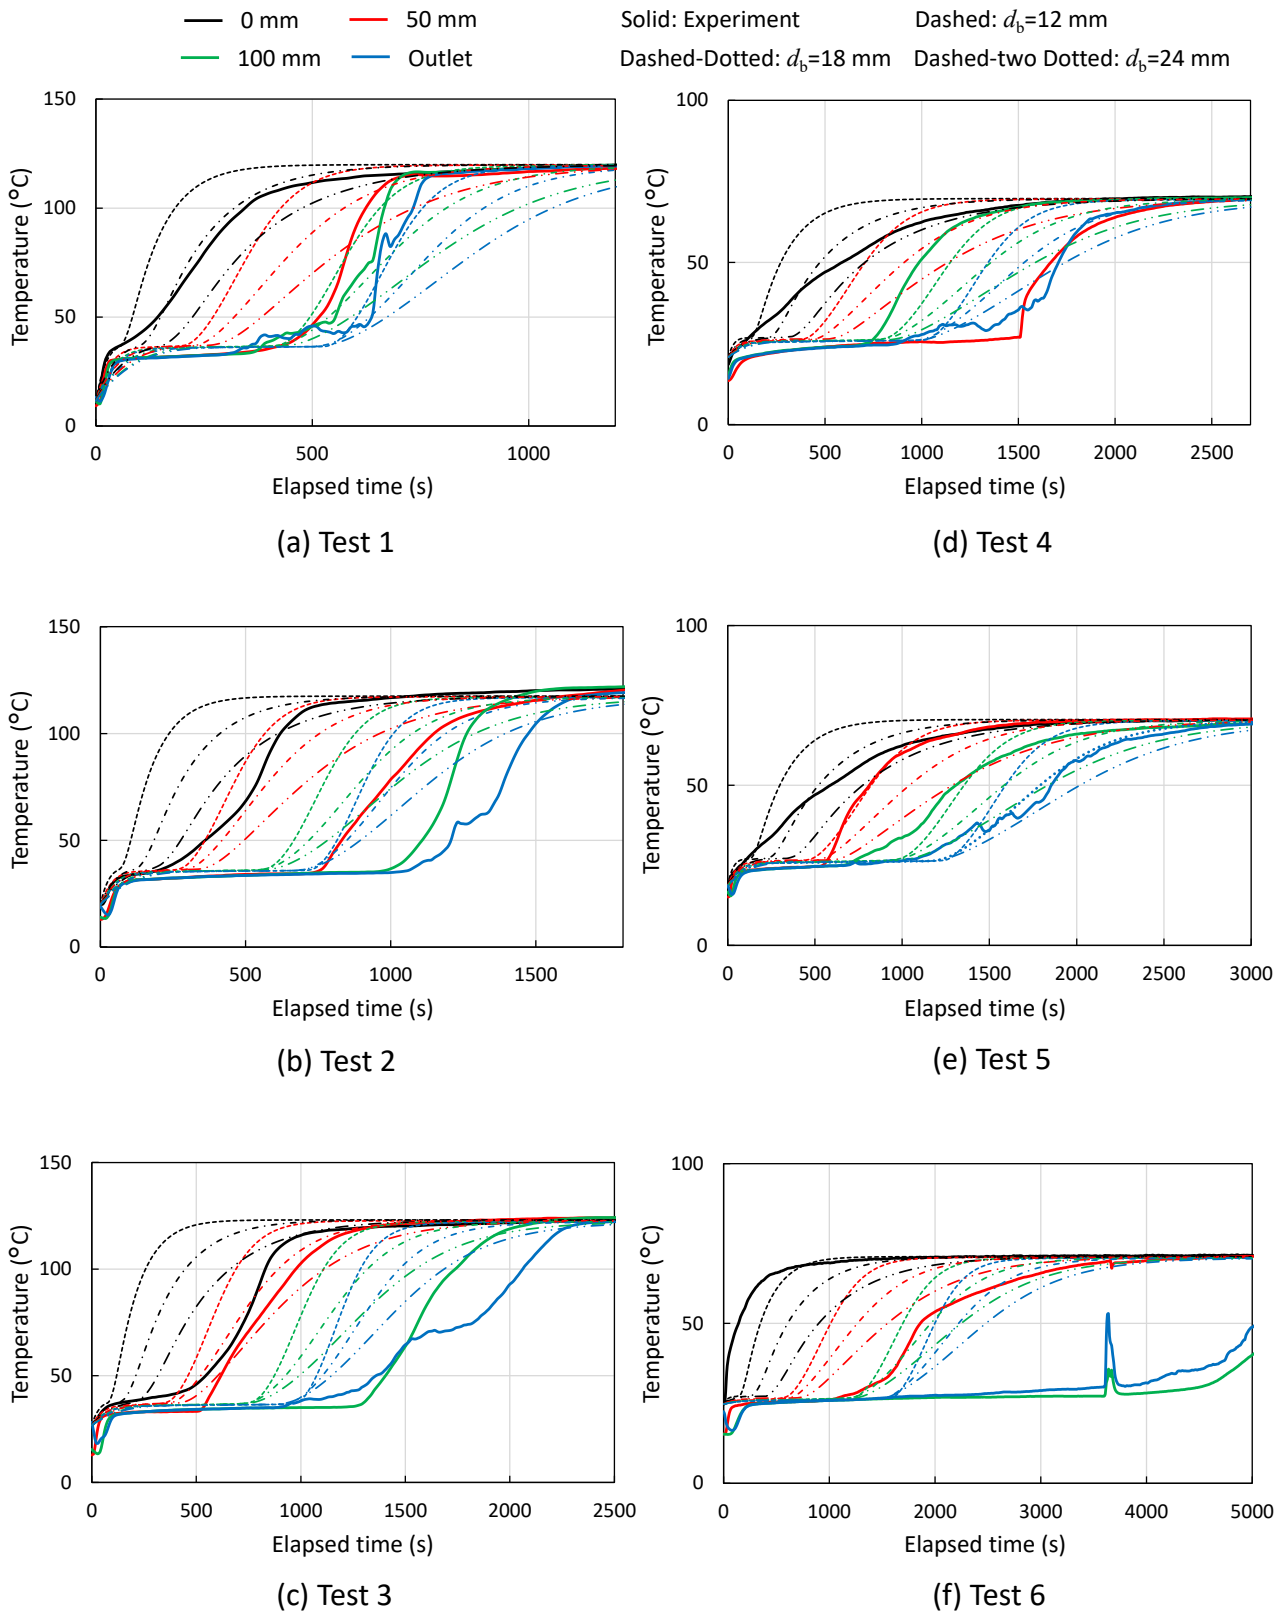 0 mm 50 mm Solid: Experiment Dashed: d_b=12 mm
100 mm Outlet Dashed-Dotted: d_b=18 mm Dashed-two Dotted: d_b=24 mm
150
100
50
0
Temperature (°C)
0 500 1000
Elapsed time (s)
(a) Test 1
100
50
0
Temperature (°C)
0 500 1000 1500 2000 2500
Elapsed time (s)
(d) Test 4
150
100
50
0
Temperature (°C)
0 500 1000 1500
Elapsed time (s)
(b) Test 2
100
50
0
Temperature (°C)
0 500 1000 1500 2000 2500 3000
Elapsed time (s)
(e) Test 5
150
100
50
0
Temperature (°C)
0 500 1000 1500 2000 2500
Elapsed time (s)
(c) Test 3
100
50
0
Temperature (°C)
0 1000 2000 3000 4000 5000
Elapsed time (s)
(f) Test 6